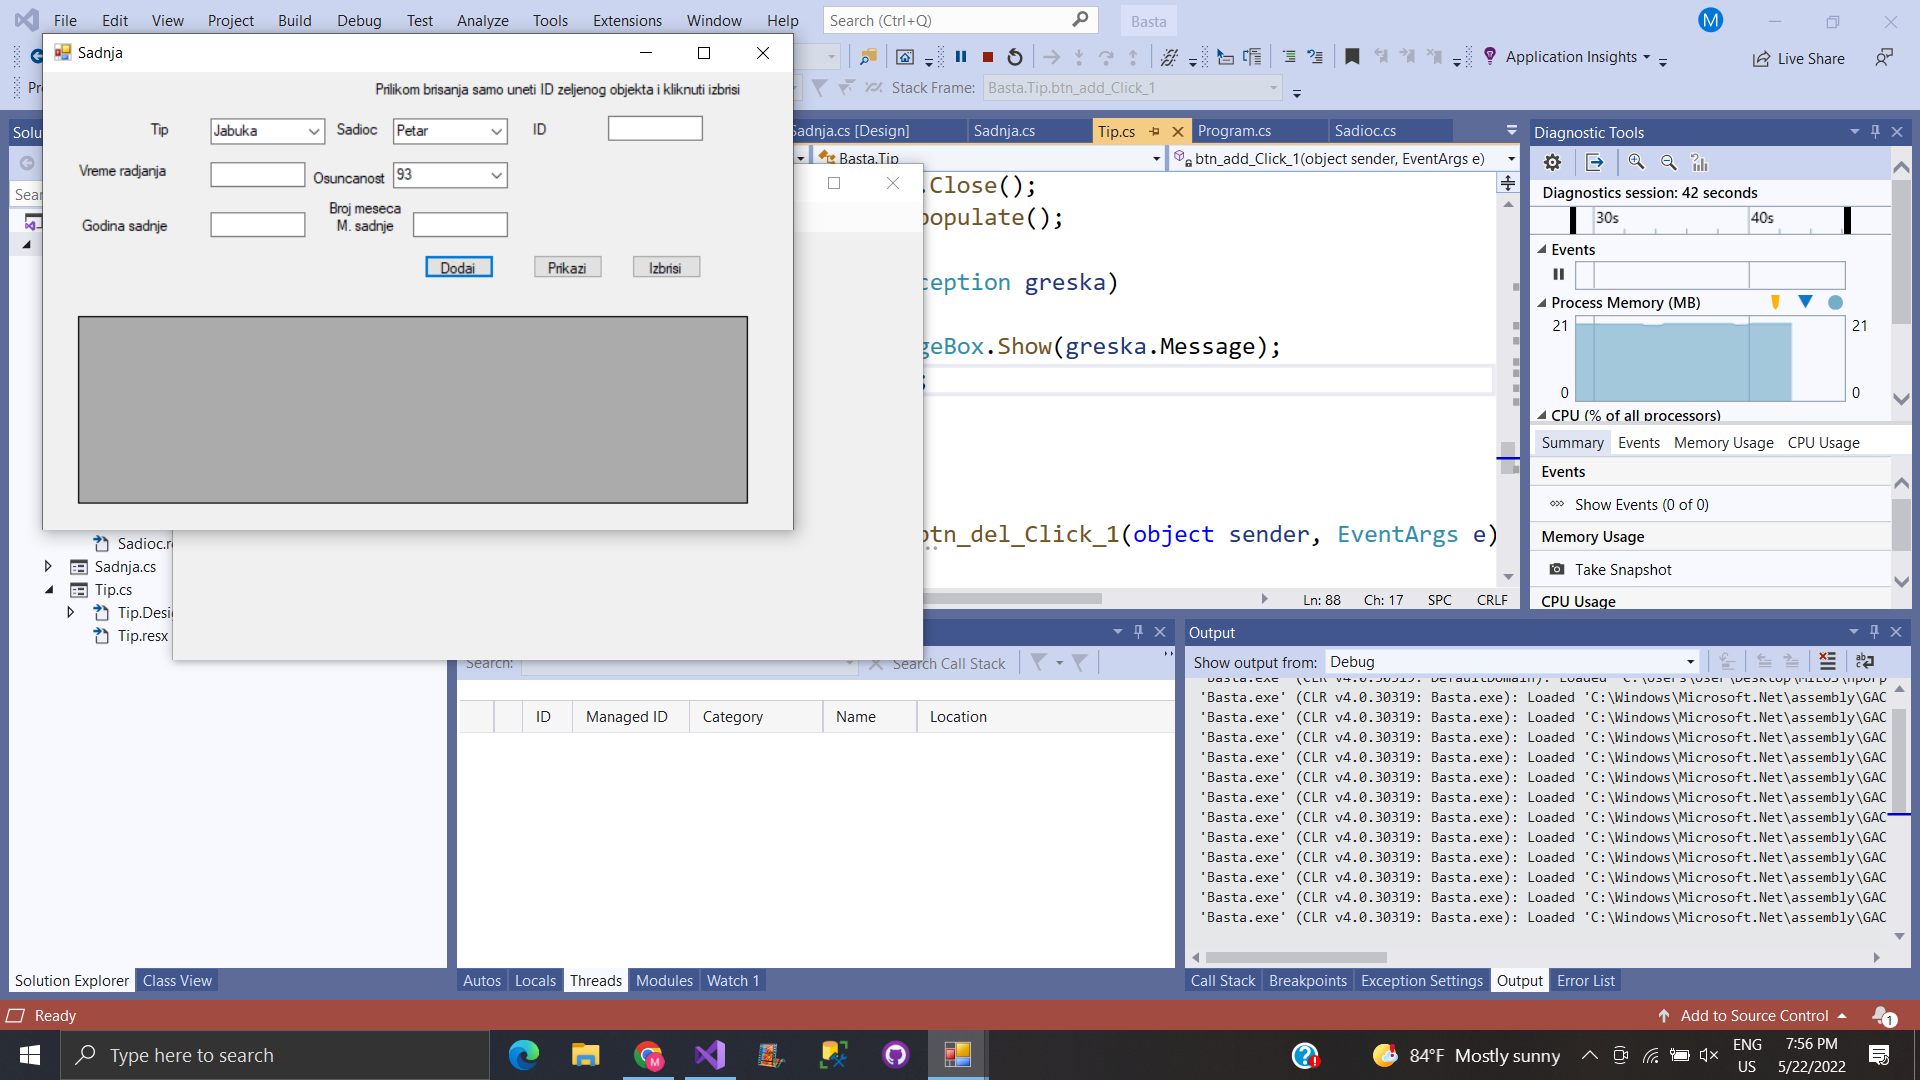 File Edit View Project Build Debug Test Analyze Tools Extensions Window Help Search (Ctrl+Q) Basta M
Application Insights Live Share
Stack Frame: Basta.Tip.btn_add_Click_1
Sadnja
Prilikom brisanja samo uneti ID zeljenog objekta i kliknuti izbrisi
Tip Jabuka Sadioc Petar ID
Vreme radjanja Osuncanost 93
Godina sadnje Broj meseca
M. sadnje
Dodai Prikazi Izbrisi
Sadnja.cs [Design] Sadnja.cs Tip.cs Program.cs Sadioc.cs
Basta.Tip btn_add_Click_1(object sender, EventArgs e)
.Close();
populate();
ception greska)
geBox.Show(greska.Message);
;
btn_del_Click_1(object sender, EventArgs e)
Ln: 88 Ch: 17 SPC CRLF
Diagnostic Tools
Diagnostics session: 42 seconds
30s 40s
Events
Process Memory (MB)
21 21
0 0
CPU (% of all processors)
Summary Events Memory Usage CPU Usage
Events
Show Events (0 of 0)
Memory Usage
Take Snapshot
CPU Usage
Sadnja.cs
Tip.cs
Tip.resx
Solution Explorer Class View
Search: Search Call Stack
ID Managed ID Category Name Location
Autos Locals Threads Modules Watch 1
Output
Show output from: Debug
'Basta.exe' (CLR v4.0.30319: DefaultDomain): Loaded 'C:\Users\User\Desktop\MILOS\
'Basta.exe' (CLR v4.0.30319: Basta.exe): Loaded 'C:\Windows\Microsoft.Net\assembly\GAC
'Basta.exe' (CLR v4.0.30319: Basta.exe): Loaded 'C:\Windows\Microsoft.Net\assembly\GAC
'Basta.exe' (CLR v4.0.30319: Basta.exe): Loaded 'C:\Windows\Microsoft.Net\assembly\GAC
'Basta.exe' (CLR v4.0.30319: Basta.exe): Loaded 'C:\Windows\Microsoft.Net\assembly\GAC
'Basta.exe' (CLR v4.0.30319: Basta.exe): Loaded 'C:\Windows\Microsoft.Net\assembly\GAC
'Basta.exe' (CLR v4.0.30319: Basta.exe): Loaded 'C:\Windows\Microsoft.Net\assembly\GAC
'Basta.exe' (CLR v4.0.30319: Basta.exe): Loaded 'C:\Windows\Microsoft.Net\assembly\GAC
'Basta.exe' (CLR v4.0.30319: Basta.exe): Loaded 'C:\Windows\Microsoft.Net\assembly\GAC
'Basta.exe' (CLR v4.0.30319: Basta.exe): Loaded 'C:\Windows\Microsoft.Net\assembly\GAC
'Basta.exe' (CLR v4.0.30319: Basta.exe): Loaded 'C:\Windows\Microsoft.Net\assembly\GAC
'Basta.exe' (CLR v4.0.30319: Basta.exe): Loaded 'C:\Windows\Microsoft.Net\assembly\GAC
'Basta.exe' (CLR v4.0.30319: Basta.exe): Loaded 'C:\Windows\Microsoft.Net\assembly\GAC
Call Stack Breakpoints Exception Settings Output Error List
Ready Add to Source Control 1
Type here to search 84°F Mostly sunny ENG US 7:56 PM 5/22/2022